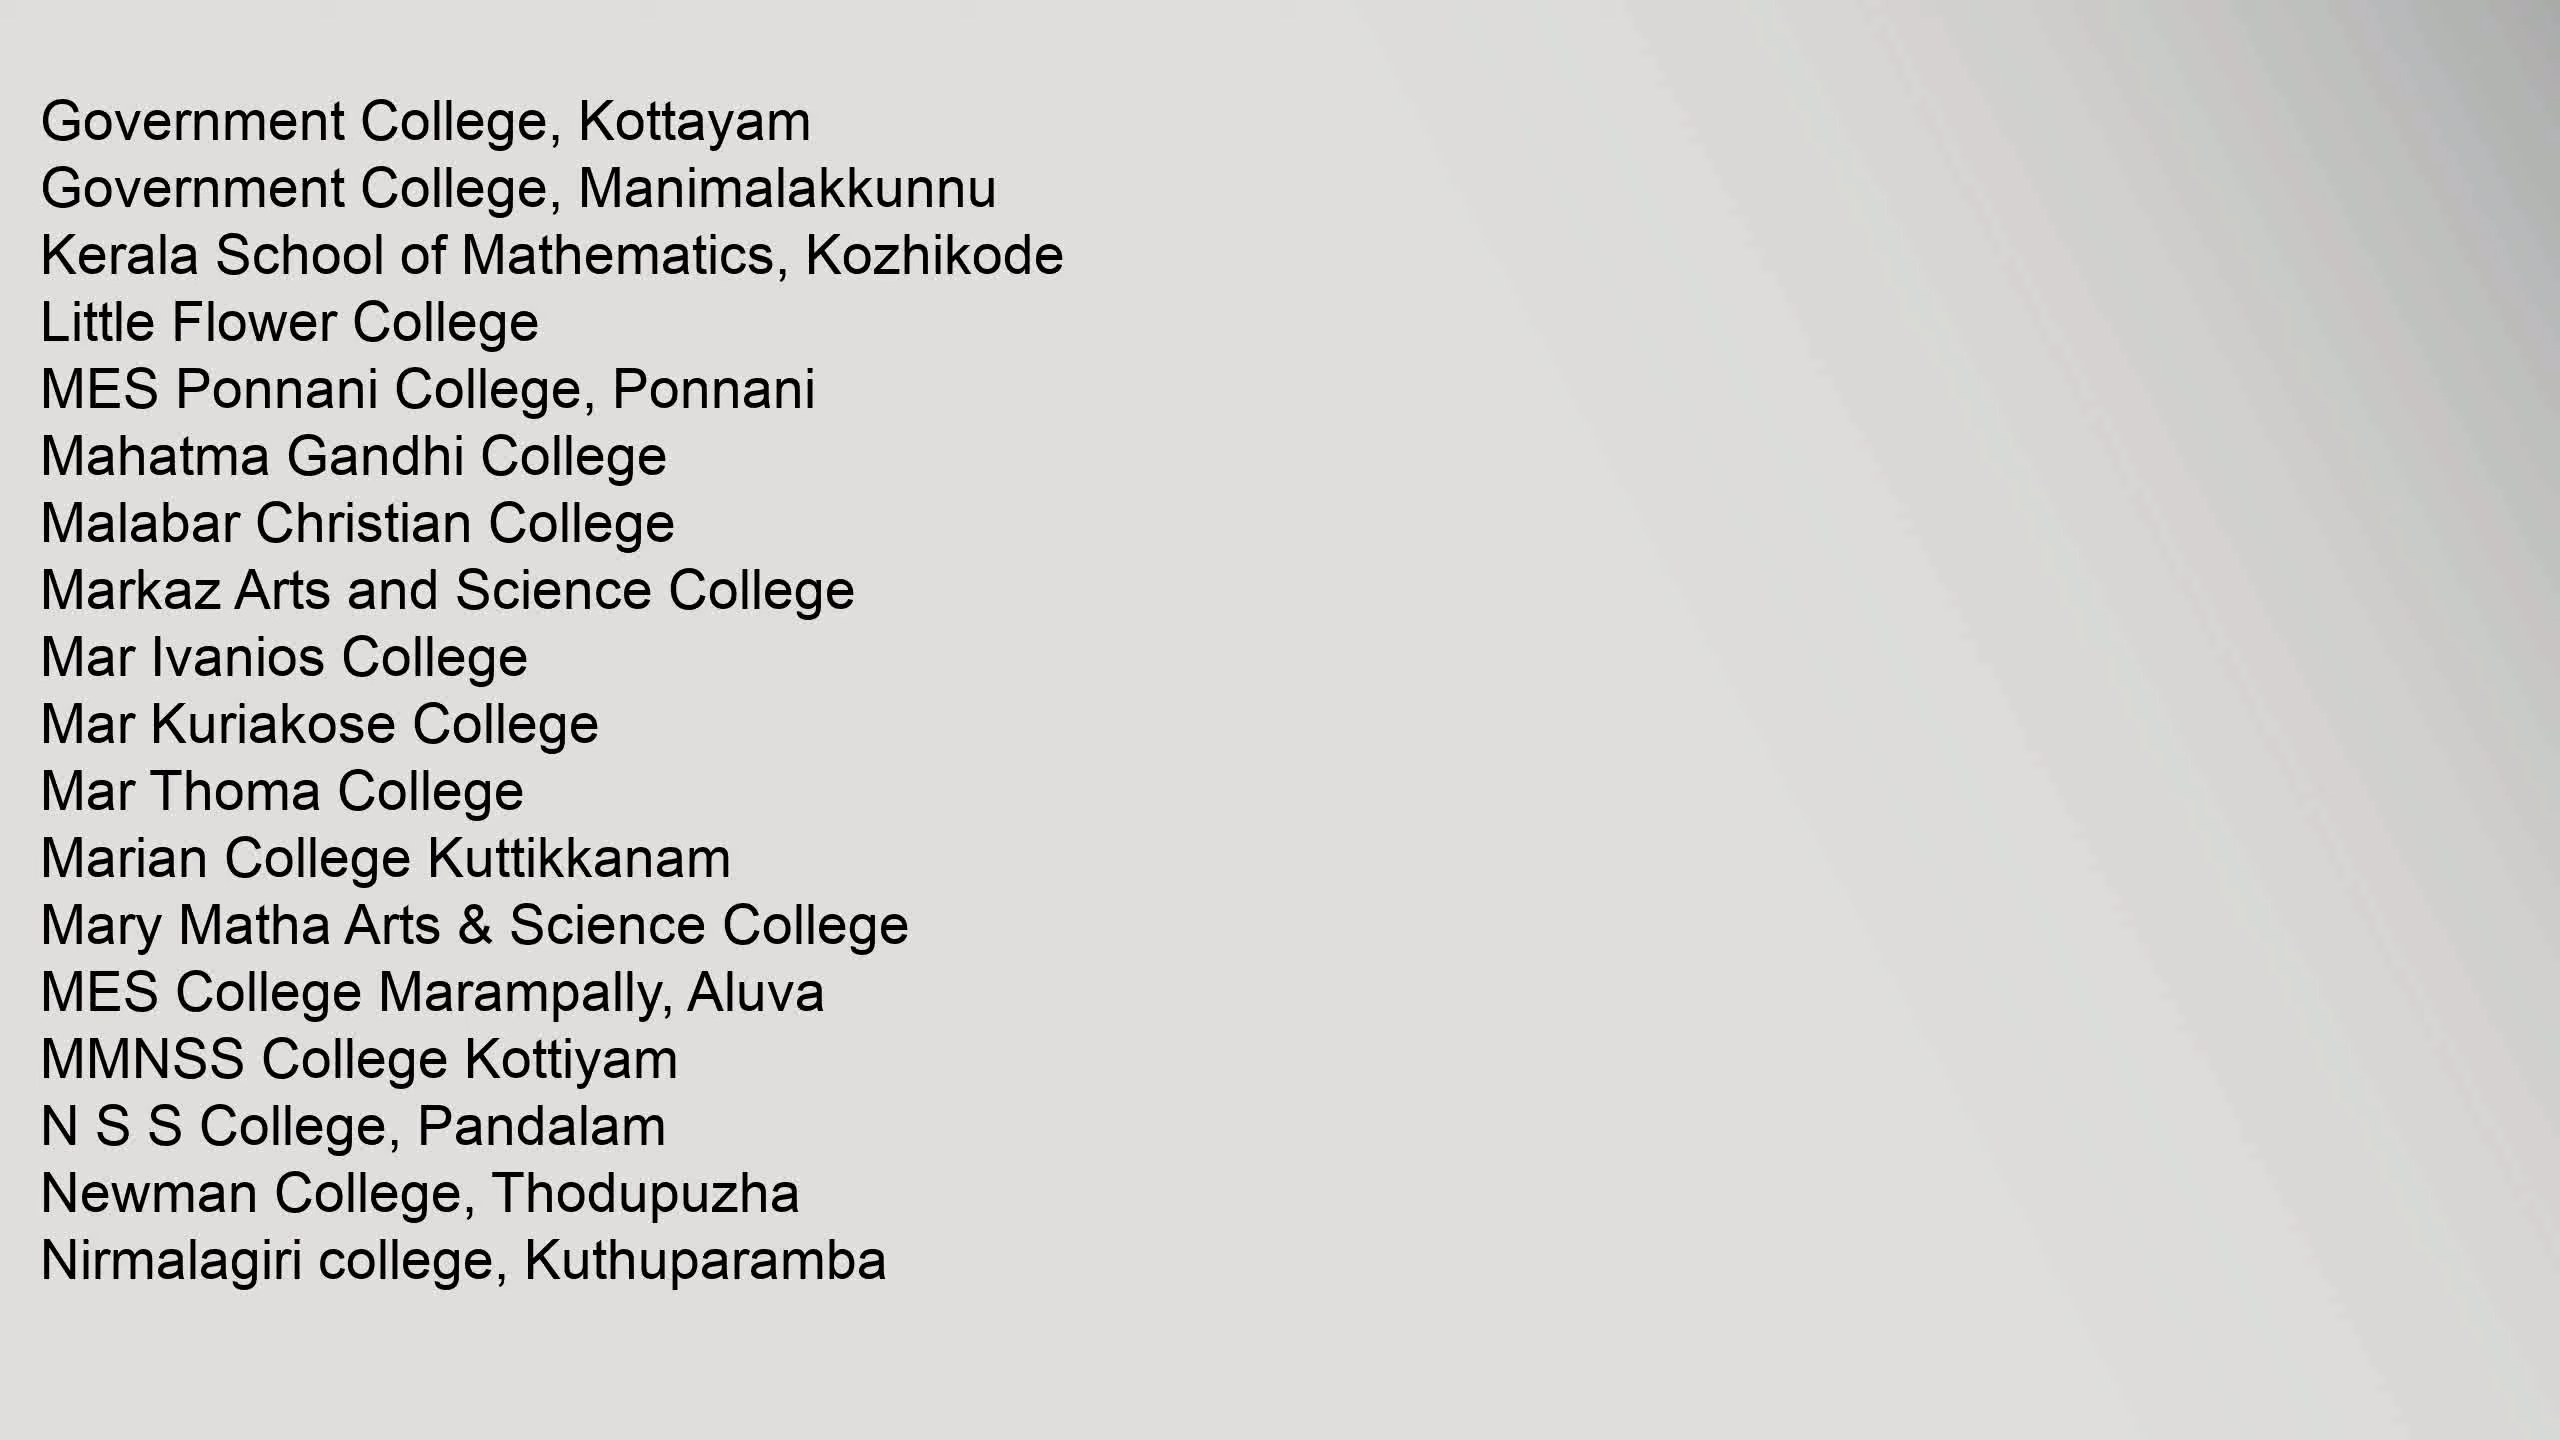 Government College, Kottayam
Government College, Manimalakkunnu
Kerala School of Mathematics, Kozhikode
Little Flower College
MES Ponnani College, Ponnani
Mahatma Gandhi College
Malabar Christian College
Markaz Arts and Science College
Mar Ivanios College
Mar Kuriakose College
Mar Thoma College
Marian College Kuttikkanam
Mary Matha Arts & Science College
MES College Marampally, Aluva
MMNSS College Kottiyam
N S S College, Pandalam
Newman College, Thodupuzha
Nirmalagiri college, Kuthuparamba